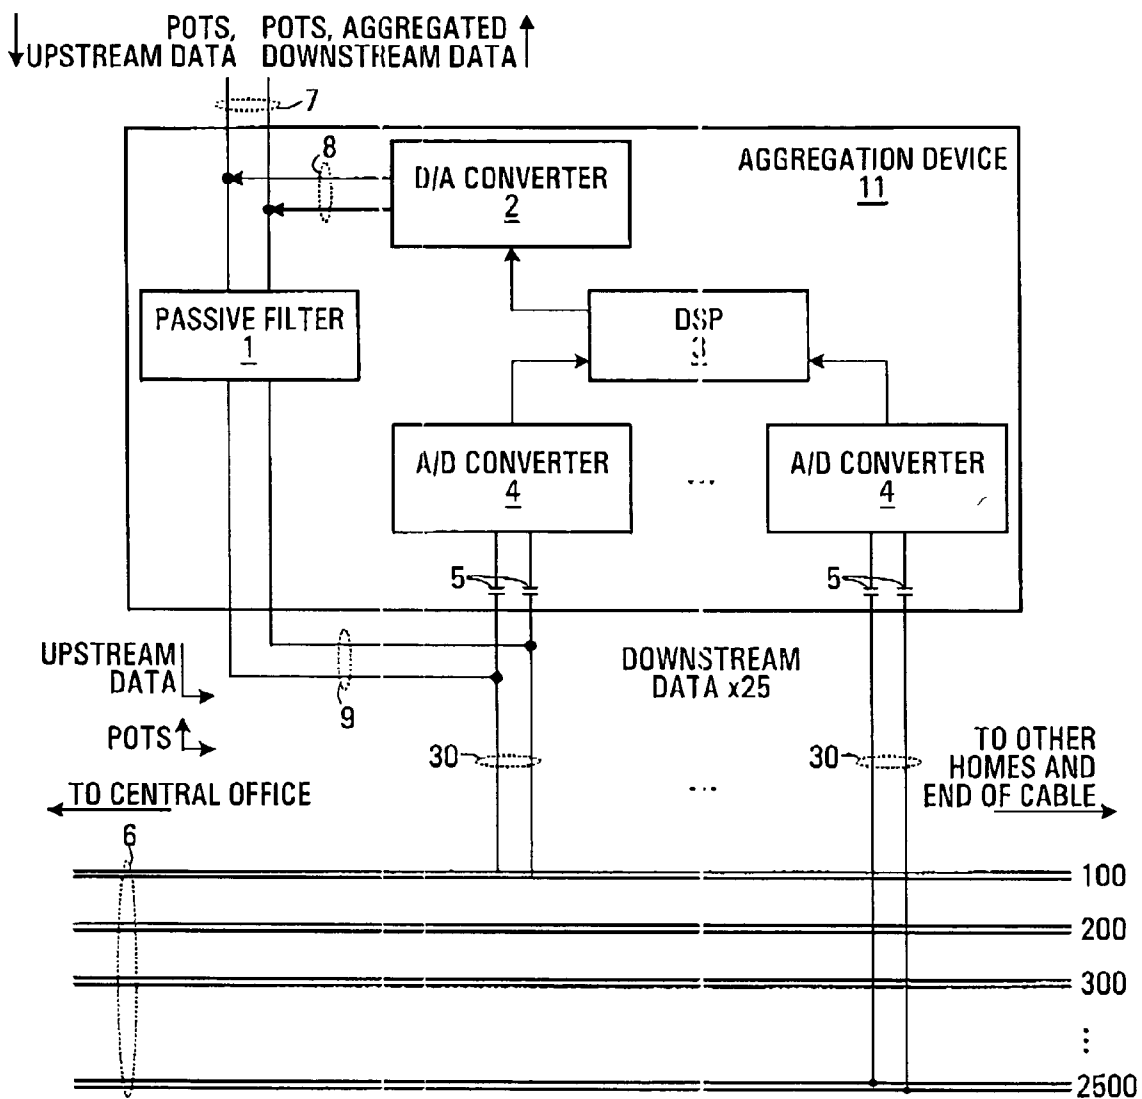 POTS,
UPSTREAM DATA
POTS, AGGREGATED
DOWNSTREAM DATA
7
8
D/A CONVERTER
2
AGGREGATION DEVICE
11
PASSIVE FILTER
1
DSP
3
A/D CONVERTER
4
...
A/D CONVERTER
4
5
5
UPSTREAM
DATA
9
DOWNSTREAM
DATA x25
POTS
30
30
TO OTHER
HOMES AND
END OF CABLE
...
TO CENTRAL OFFICE
6
100
200
300
2500